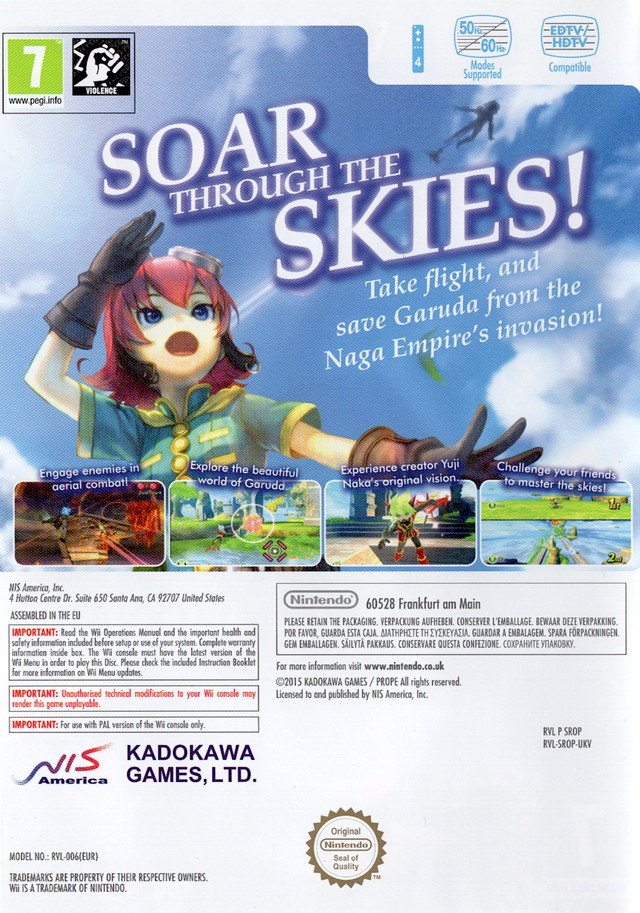 7
www.pegi.info
VIOLENCE
4
50Hz
60Hz
Modes
Supported
EDTV/
HDTV
Compatible
SOAR
THROUGH THE
SKIES!
Take flight, and
save Garuda from the
Naga Empire's invasion!
Engage enemies in
aerial combat!
Explore the beautiful
world of Garuda.
Experience creator Yuji
Naka's original vision.
Challenge your friends
to master the skies!
1st
2nd
NIS America, Inc.
4 Hutton Centre Dr. Suite 650 Santa Ana, CA 92707 United States
ASSEMBLED IN THE EU
IMPORTANT: Read the Wii Operations Manual and the important health and
safety information included before setup or use of your system. Complete warranty
information inside box. The Wii console must have the latest version of the
Wii Menu in order to play this Disc. Please check the included Instruction Booklet
for more information on Wii Menu updates.
IMPORTANT: Unauthorised technical modifications to your Wii console may
render this game unplayable.
IMPORTANT: For use with PAL version of the Wii console only.
Nintendo 60528 Frankfurt am Main
PLEASE RETAIN THE PACKAGING. VERPACKUNG AUFHEBEN. CONSERVER L'EMBALLAGE. BEWAAR DEZE VERPAKKING.
POR FAVOR, GUARDA ESTA CAJA. ΔΙΑΤΗΡΗΣΤΕ ΤΗ ΣΥΣΚΕΥΑΣΙΑ. GUARDAR A EMBALAGEM. SPARA FÖRPACKNINGEN.
GEM EMBALLAGEN. SÄILYTÄ PAKKAUS. CONSERVARE QUESTA CONFEZIONE. СОХРАНИТЕ УПАКОВКУ.
For more information visit www.nintendo.co.uk
©2015 KADOKAWA GAMES / PROPE All rights reserved.
Licensed to and published by NIS America, Inc.
RVL P SROP
RVL-SROP-UKV
NIS
America
KADOKAWA
GAMES, LTD.
Original
Nintendo
Seal of
Quality
TM
MODEL NO.: RVL-006(EUR)
TRADEMARKS ARE PROPERTY OF THEIR RESPECTIVE OWNERS.
Wii IS A TRADEMARK OF NINTENDO.